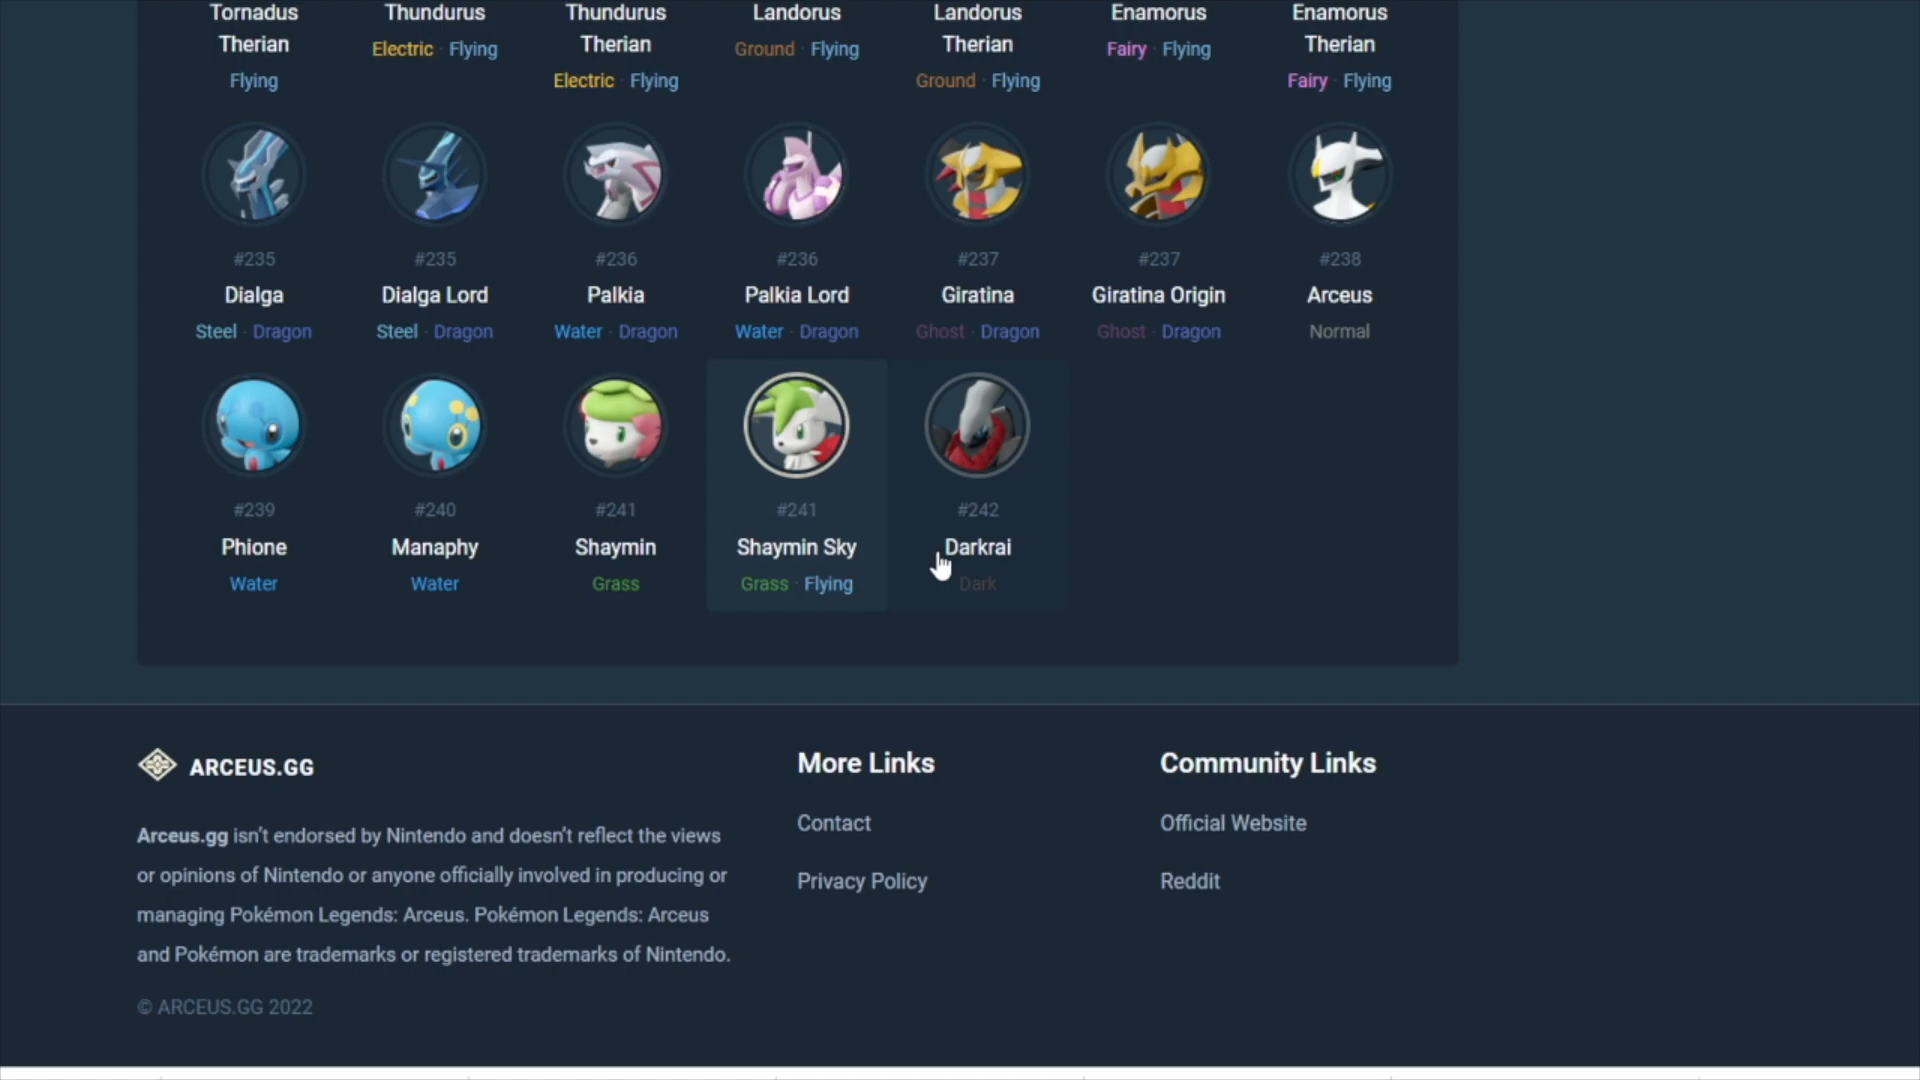 Tornadus Thundurus Thundurus Landorus Landorus Enamorus Enamorus
Therian Electric · Flying Therian Ground · Flying Therian Fairy · Flying Therian
Flying Electric · Flying Ground · Flying Fairy · Flying
#235 #235 #236 #236 #237 #237 #238
Dialga Dialga Lord Palkia Palkia Lord Giratina Giratina Origin Arceus
Steel · Dragon Steel · Dragon Water · Dragon Water · Dragon Ghost · Dragon Ghost · Dragon Normal
#239 #240 #241 #241 #242
Phione Manaphy Shaymin Shaymin Sky Darkrai
Water Water Grass Grass · Flying Dark
ARCEUS.GG
Arceus.gg isn't endorsed by Nintendo and doesn't reflect the views
or opinions of Nintendo or anyone officially involved in producing or
managing Pokémon Legends: Arceus. Pokémon Legends: Arceus
and Pokémon are trademarks or registered trademarks of Nintendo.
© ARCEUS.GG 2022
More Links
Contact
Privacy Policy
Community Links
Official Website
Reddit